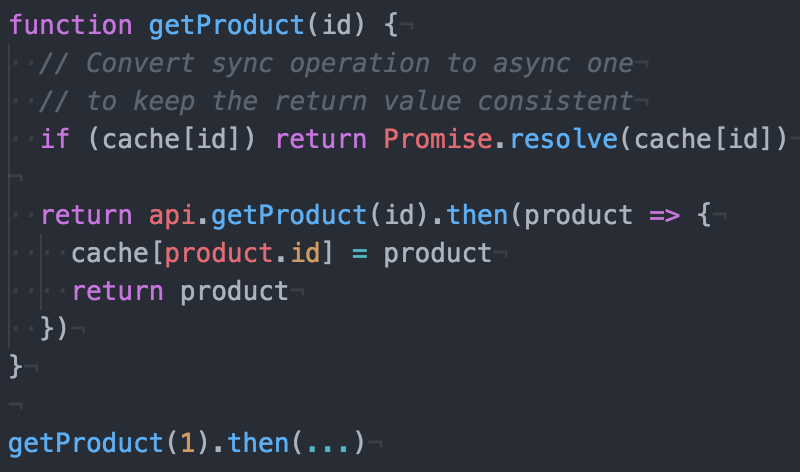 function getProduct(id) {¬
  // Convert sync operation to async one¬
  // to keep the return value consistent¬
  if (cache[id]) return Promise.resolve(cache[id])¬
¬
  return api.getProduct(id).then(product => {¬
    cache[product.id] = product¬
    return product¬
  })¬
}¬
¬
getProduct(1).then(...)¬